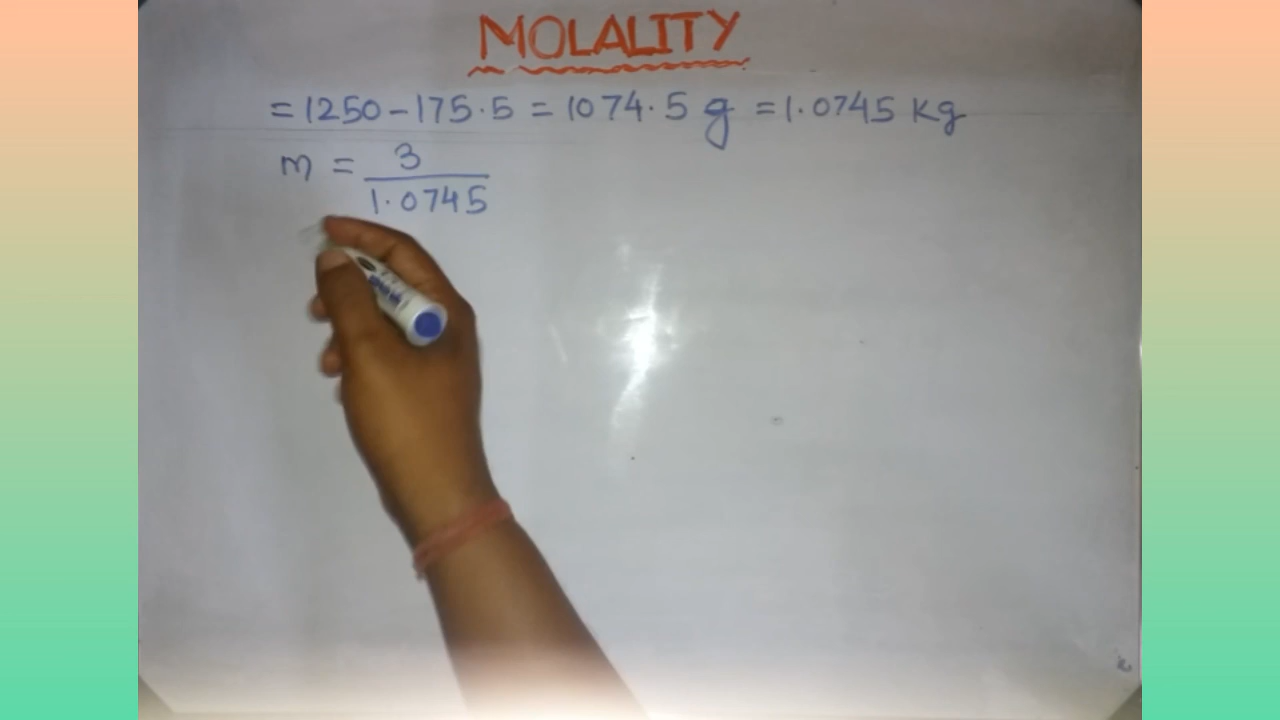 MOLALITY
= 1250 - 175.5 = 1074.5 g = 1.0745 Kg
m = 3
1.0745